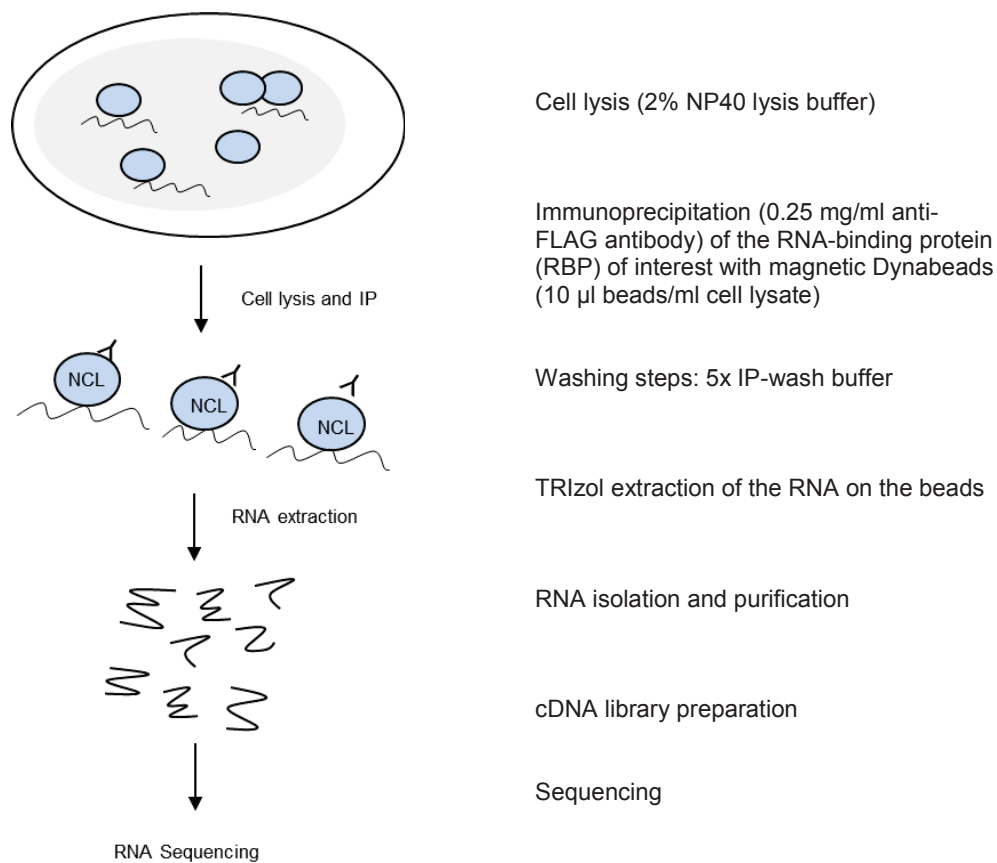 Cell lysis (2% NP40 lysis buffer)
Immunoprecipitation (0.25 mg/ml anti-
FLAG antibody) of the RNA-binding protein
(RBP) of interest with magnetic Dynabeads
(10 µl beads/ml cell lysate)
Cell lysis and IP
NCL
NCL
NCL
Washing steps: 5x IP-wash buffer
TRIzol extraction of the RNA on the beads
RNA extraction
RNA isolation and purification
cDNA library preparation
Sequencing
RNA Sequencing